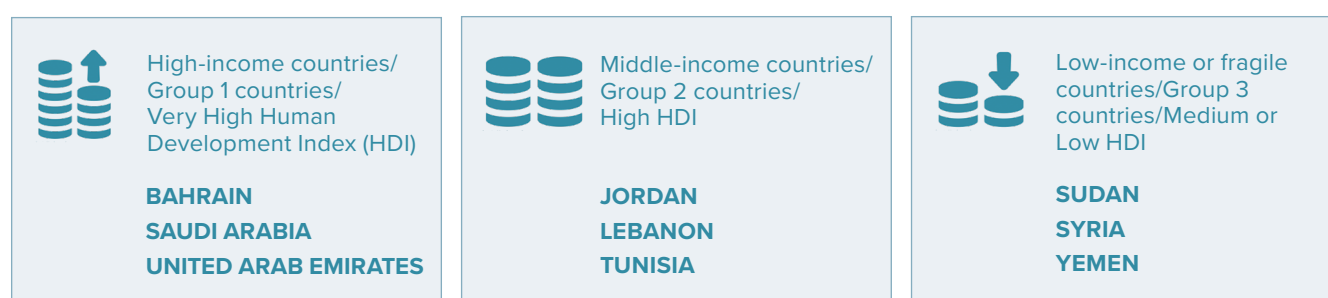 High-income countries/
Group 1 countries/
Very High Human
Development Index (HDI)
BAHRAIN
SAUDI ARABIA
UNITED ARAB EMIRATES
Middle-income countries/
Group 2 countries/
High HDI
JORDAN
LEBANON
TUNISIA
Low-income or fragile
countries/Group 3
countries/Medium or
Low HDI
SUDAN
SYRIA
YEMEN